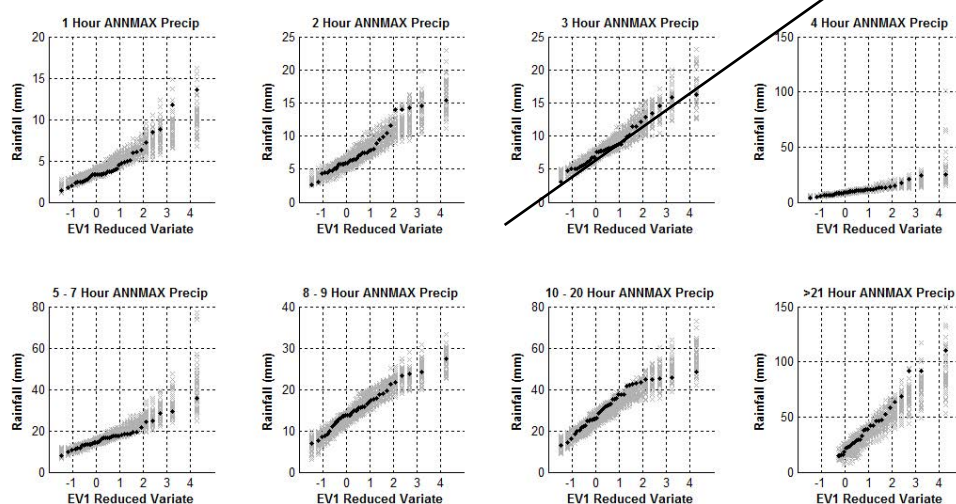 1 Hour ANNMAX Precip
20
15
10
5
0
-1 0 1 2 3 4
Rainfall (mm)
EV1 Reduced Variate
2 Hour ANNMAX Precip
25
20
15
10
5
0
-1 0 1 2 3 4
Rainfall (mm)
EV1 Reduced Variate
3 Hour ANNMAX Precip
25
20
15
10
5
0
-1 0 1 2 3 4
Rainfall (mm)
EV1 Reduced Variate
4 Hour ANNMAX Precip
150
100
50
0
-1 0 1 2 3 4
Rainfall (mm)
EV1 Reduced Variate
5 - 7 Hour ANNMAX Precip
80
60
40
20
0
-1 0 1 2 3 4
Rainfall (mm)
EV1 Reduced Variate
8 - 9 Hour ANNMAX Precip
40
30
20
10
0
-1 0 1 2 3 4
Rainfall (mm)
EV1 Reduced Variate
10 - 20 Hour ANNMAX Precip
80
60
40
20
0
-1 0 1 2 3 4
Rainfall (mm)
EV1 Reduced Variate
>21 Hour ANNMAX Precip
150
100
50
0
-1 0 1 2 3 4
Rainfall (mm)
EV1 Reduced Variate